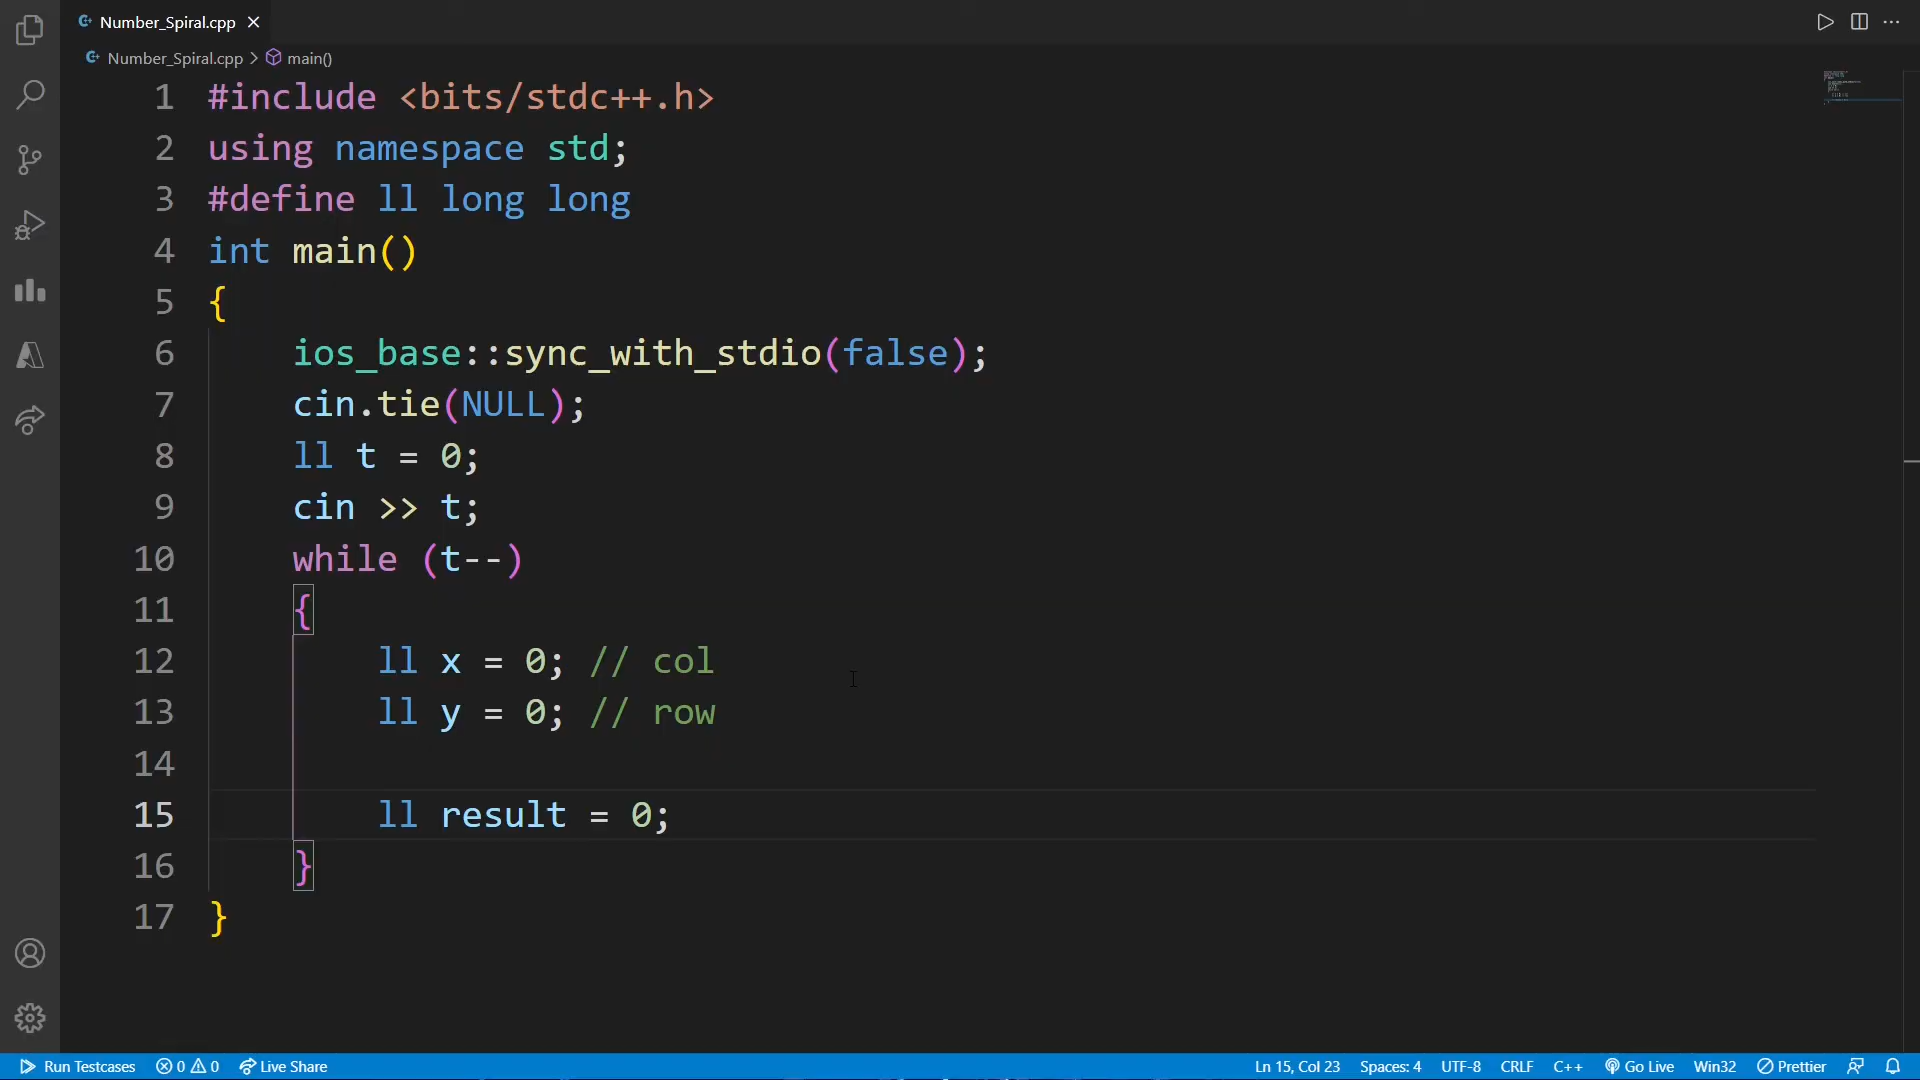 Number_Spiral.cpp
Number_Spiral.cpp > main()
1 #include <bits/stdc++.h>
2 using namespace std;
3 #define ll long long
4 int main()
5 {
6     ios_base::sync_with_stdio(false);
7     cin.tie(NULL);
8     ll t = 0;
9     cin >> t;
10     while (t--)
11     {
12         ll x = 0; // col
13         ll y = 0; // row
14
15         ll result = 0;
16     }
17 }
Run Testcases 0 0 Live Share Ln 15, Col 23 Spaces: 4 UTF-8 CRLF C++ Go Live Win32 Prettier